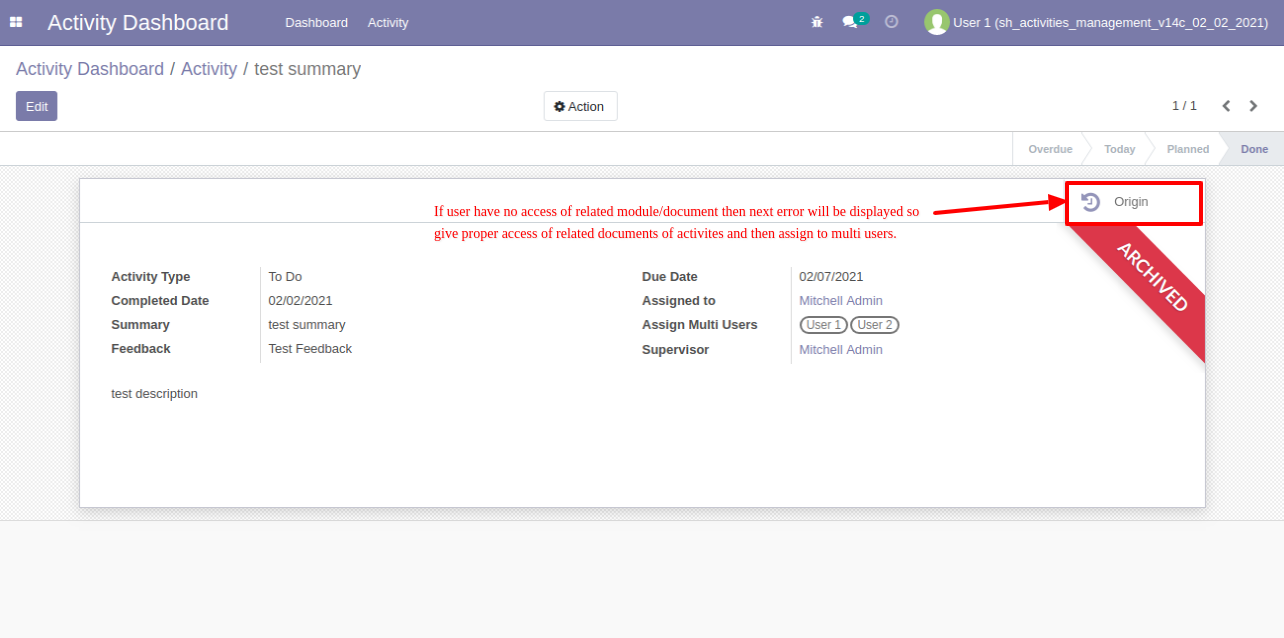 Activity Dashboard Dashboard Activity 2 User 1 (sh_activities_management_v14c_02_02_2021)
Activity Dashboard / Activity / test summary
Edit Action 1 / 1
Overdue Today Planned Done
Origin
If user have no access of related module/document then next error will be displayed so
give proper access of related documents of activites and then assign to multi users.
ARCHIVED
Activity Type To Do
Completed Date 02/02/2021
Summary test summary
Feedback Test Feedback
Due Date 02/07/2021
Assigned to Mitchell Admin
Assign Multi Users User 1 User 2
Supervisor Mitchell Admin
test description